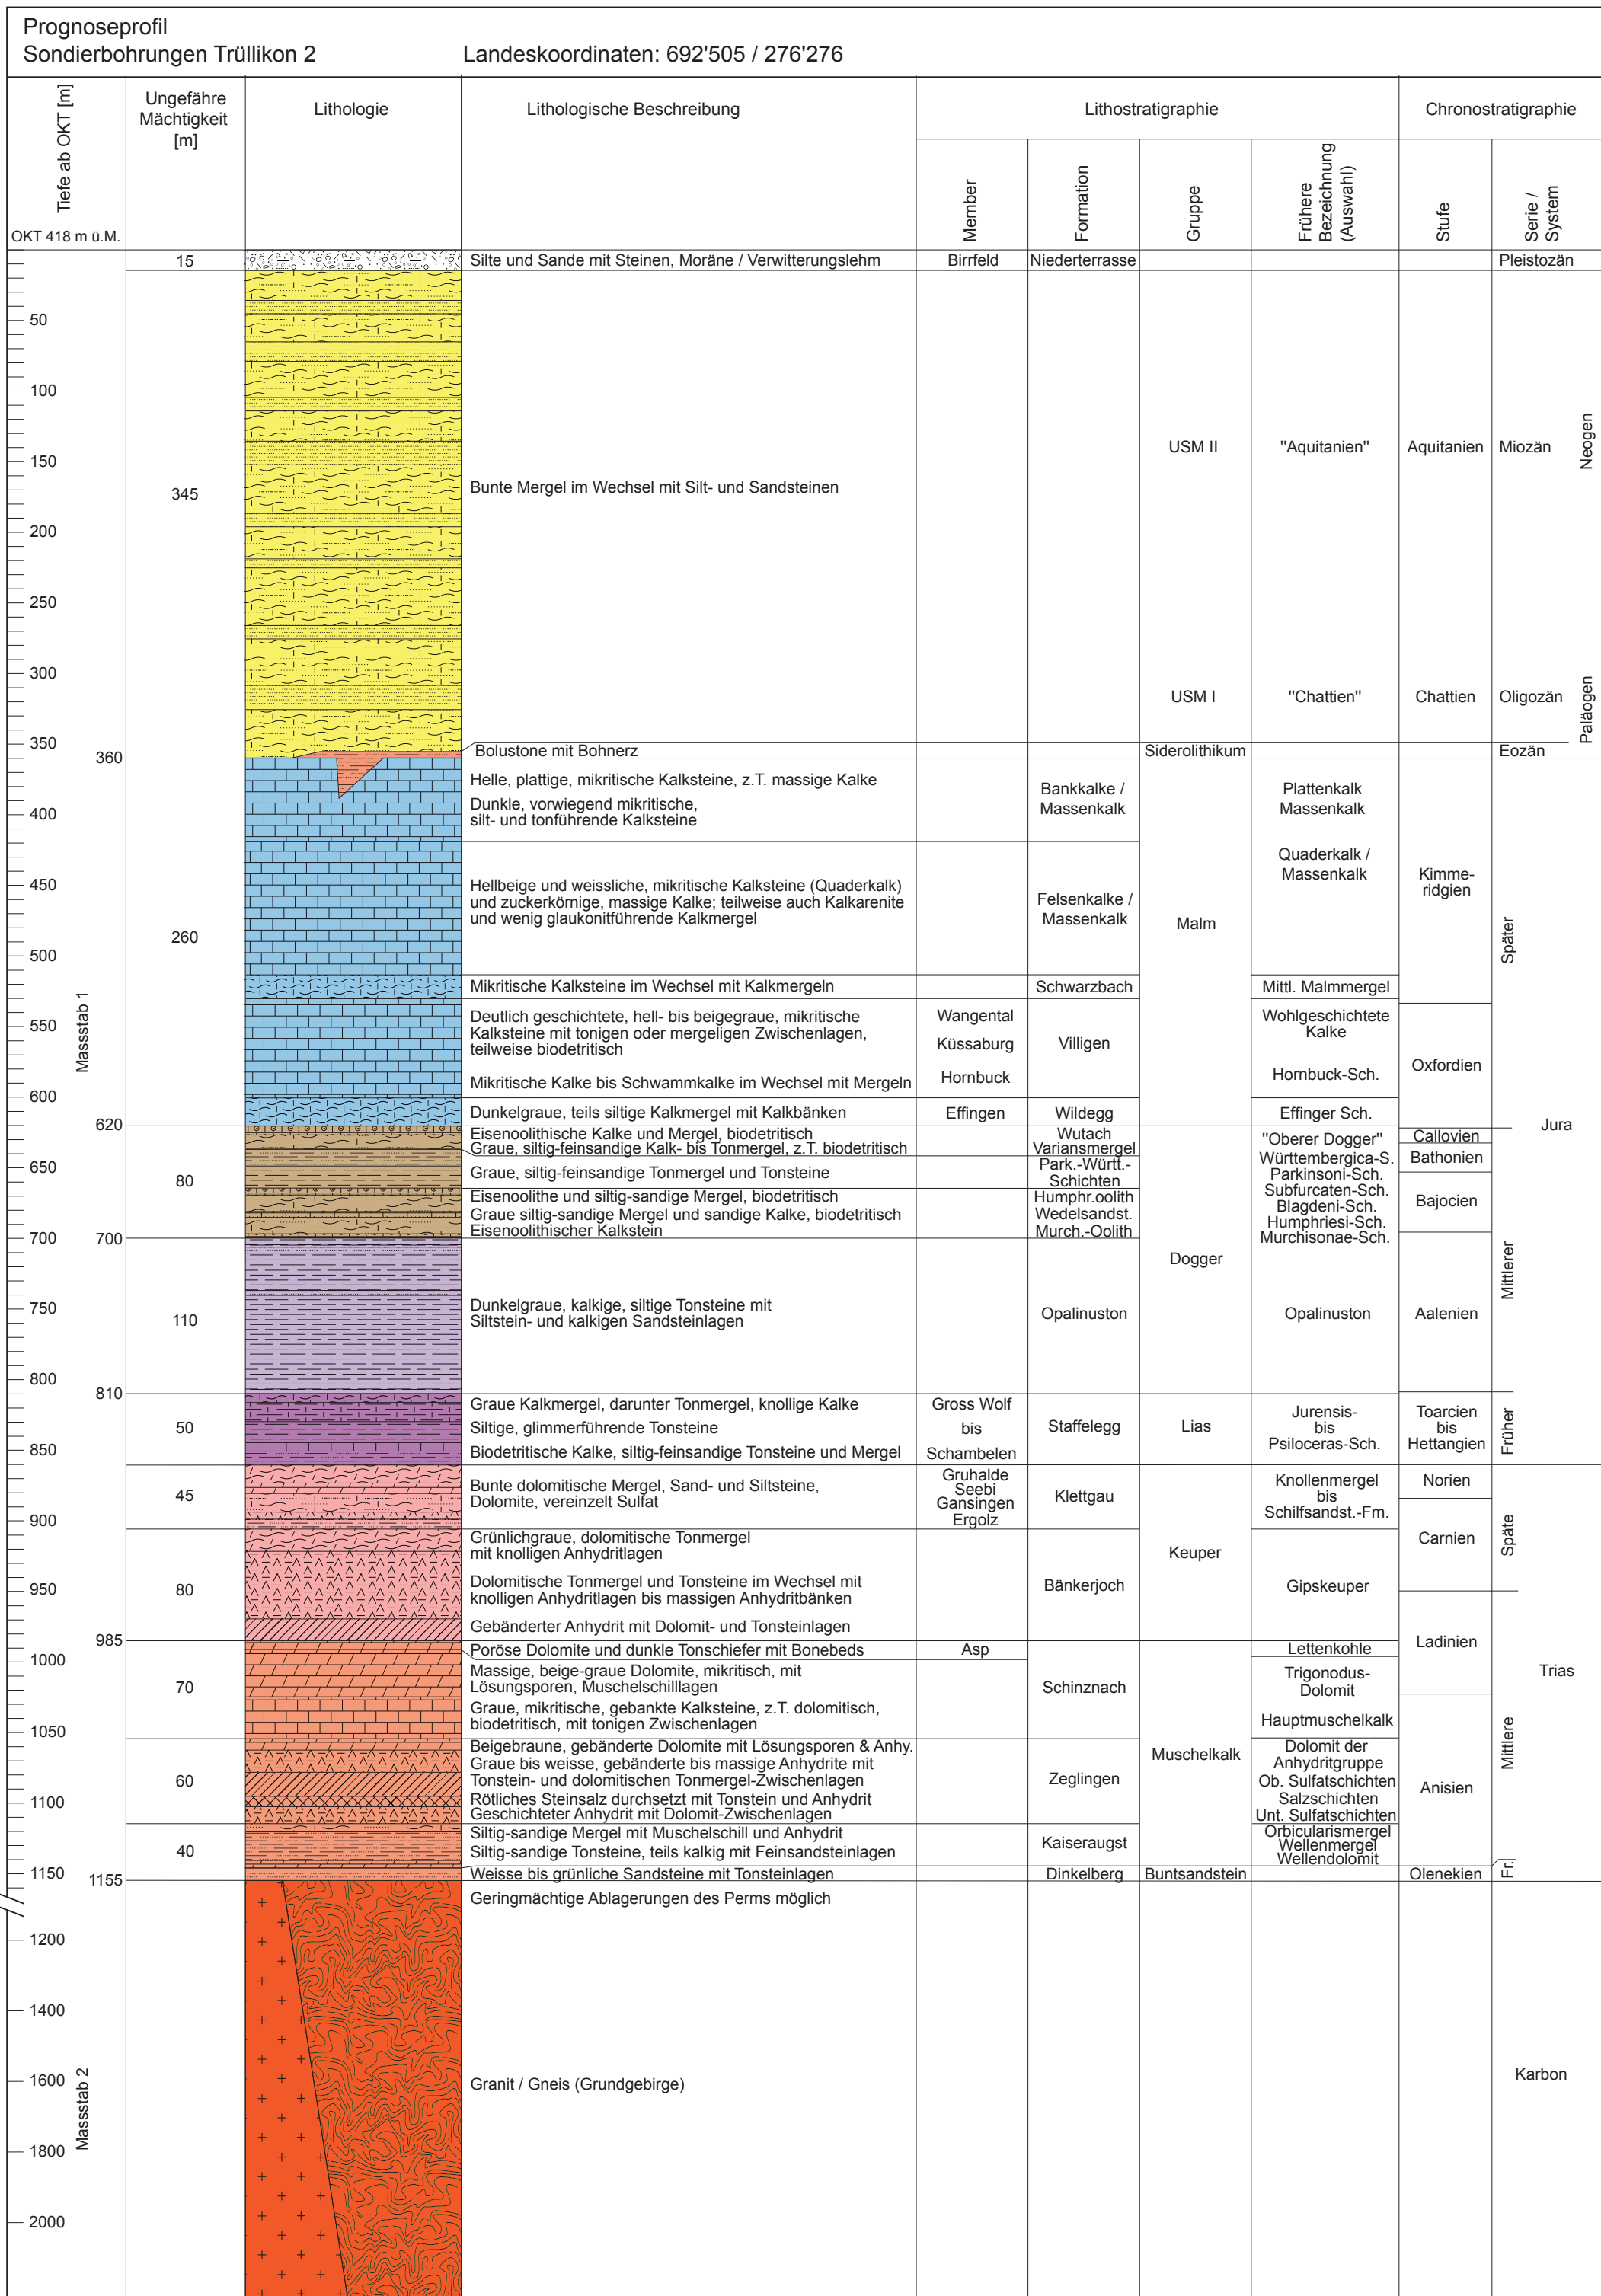 Prognoseprofil
Sondierbohrungen Trüllikon 2 Landeskoordinaten: 692'505 / 276'276
Tiefe ab OKT [m]
OKT 418 m ü.M.
Ungefähre
Mächtigkeit
[m]
Lithologie
Lithologische Beschreibung
Lithostratigraphie
Chronostratigraphie
Member
Formation
Gruppe
Frühere
Bezeichnung
(Auswahl)
Stufe
Serie /
System
15
Silte und Sande mit Steinen, Moräne / Verwitterungslehm
Birrfeld
Niederterrasse
Pleistozän
50
100
150
200
250
300
350
345
Bunte Mergel im Wechsel mit Silt- und Sandsteinen
USM II
"Aquitanien"
Aquitanien
Miozän
Neogen
USM I
"Chattien"
Chattien
Oligozän
Paläogen
Bolustone mit Bohnerz
Siderolithikum
Eozän
360
400
450
500
550
600
Massstab 1
260
Helle, plattige, mikritische Kalksteine, z.T. massige Kalke
Dunkle, vorwiegend mikritische,
silt- und tonführende Kalksteine
Bankkalke /
Massenkalk
Plattenkalk
Massenkalk
Hellbeige und weissliche, mikritische Kalksteine (Quaderkalk)
und zuckerkörnige, massige Kalke; teilweise auch Kalkarenite
und wenig glaukonitführende Kalkmergel
Felsenkalke /
Massenkalk
Malm
Quaderkalk /
Massenkalk
Kimme-
ridgien
Später
Mikritische Kalksteine im Wechsel mit Kalkmergeln
Schwarzbach
Mittl. Malmmergel
Deutlich geschichtete, hell- bis beigegraue, mikritische
Kalksteine mit tonigen oder mergeligen Zwischenlagen,
teilweise biodetritisch
Mikritische Kalke bis Schwammkalke im Wechsel mit Mergeln
Wangental
Küssaburg
Hornbuck
Villigen
Wohlgeschichtete
Kalke
Hornbuck-Sch.
Oxfordien
Dunkelgraue, teils siltige Kalkmergel mit Kalkbänken
Effingen
Wildegg
Effinger Sch.
Jura
620
650
700
80
Eisenoolithische Kalke und Mergel, biodetritisch
Graue, siltig-feinsandige Kalk- bis Tonmergel, z.T. biodetritisch
Graue, siltig-feinsandige Tonmergel und Tonsteine
Eisenoolithe und siltig-sandige Mergel, biodetritisch
Graue siltig-sandige Mergel und sandige Kalke, biodetritisch
Eisenoolithischer Kalkstein
Wutach
Variansmergel
Park.-Württ.-
Schichten
Humphr.oolith
Wedelsandst.
Murch.-Oolith
"Oberer Dogger"
Württembergica-S.
Parkinsoni-Sch.
Subfurcaten-Sch.
Blagdeni-Sch.
Humphriesi-Sch.
Murchisonae-Sch.
Callovien
Bathonien
Bajocien
700
750
800
110
Dunkelgraue, kalkige, siltige Tonsteine mit
Siltstein- und kalkigen Sandsteinlagen
Opalinuston
Dogger
Opalinuston
Aalenien
Mittlerer
810
850
50
Graue Kalkmergel, darunter Tonmergel, knollige Kalke
Siltige, glimmerführende Tonsteine
Biodetritische Kalke, siltig-feinsandige Tonsteine und Mergel
Gross Wolf
bis
Schambelen
Staffelegg
Lias
Jurensis-
bis
Psiloceras-Sch.
Toarcien
bis
Hettangien
Früher
45
Bunte dolomitische Mergel, Sand- und Siltsteine,
Dolomite, vereinzelt Sulfat
Gruhalde
Seebi
Gansingen
Ergolz
Klettgau
Knollenmergel
bis
Schilfsandst.-Fm.
Norien
900
950
80
Grünlichgraue, dolomitische Tonmergel
mit knolligen Anhydritlagen
Dolomitische Tonmergel und Tonsteine im Wechsel mit
knolligen Anhydritlagen bis massigen Anhydritbänken
Gebänderter Anhydrit mit Dolomit- und Tonsteinlagen
Bänkerjoch
Keuper
Gipskeuper
Carnien
Späte
985
1000
1050
70
Poröse Dolomite und dunkle Tonschiefer mit Bonebeds
Asp
Lettenkohle
Ladinien
Massige, beige-graue Dolomite, mikritisch, mit
Lösungsporen, Muschelschilllagen
Graue, mikritische, gebankte Kalksteine, z.T. dolomitisch,
biodetritisch, mit tonigen Zwischenlagen
Schinznach
Trigonodus-
Dolomit
Hauptmuschelkalk
Trias
60
1100
Beigebraune, gebänderte Dolomite mit Lösungsporen & Anhy.
Graue bis weisse, gebänderte bis massige Anhydrite mit
Tonstein- und dolomitischen Tonmergel-Zwischenlagen
Rötliches Steinsalz durchsetzt mit Tonstein und Anhydrit
Geschichteter Anhydrit mit Dolomit-Zwischenlagen
Zeglingen
Muschelkalk
Dolomit der
Anhydritgruppe
Ob. Sulfatschichten
Salzschichten
Unt. Sulfatschichten
Anisien
Mittlere
40
1150
Siltig-sandige Mergel mit Muschelschill und Anhydrit
Siltig-sandige Tonsteine, teils kalkig mit Feinsandsteinlagen
Kaiseraugst
Orbicularismergel
Wellenmergel
Wellendolomit
Weisse bis grünliche Sandsteine mit Tonsteinlagen
Dinkelberg
Buntsandstein
Olenekien
Fr.
1155
Geringmächtige Ablagerungen des Perms möglich
1200
1400
1600
1800
2000
Massstab 2
Granit / Gneis (Grundgebirge)
Karbon